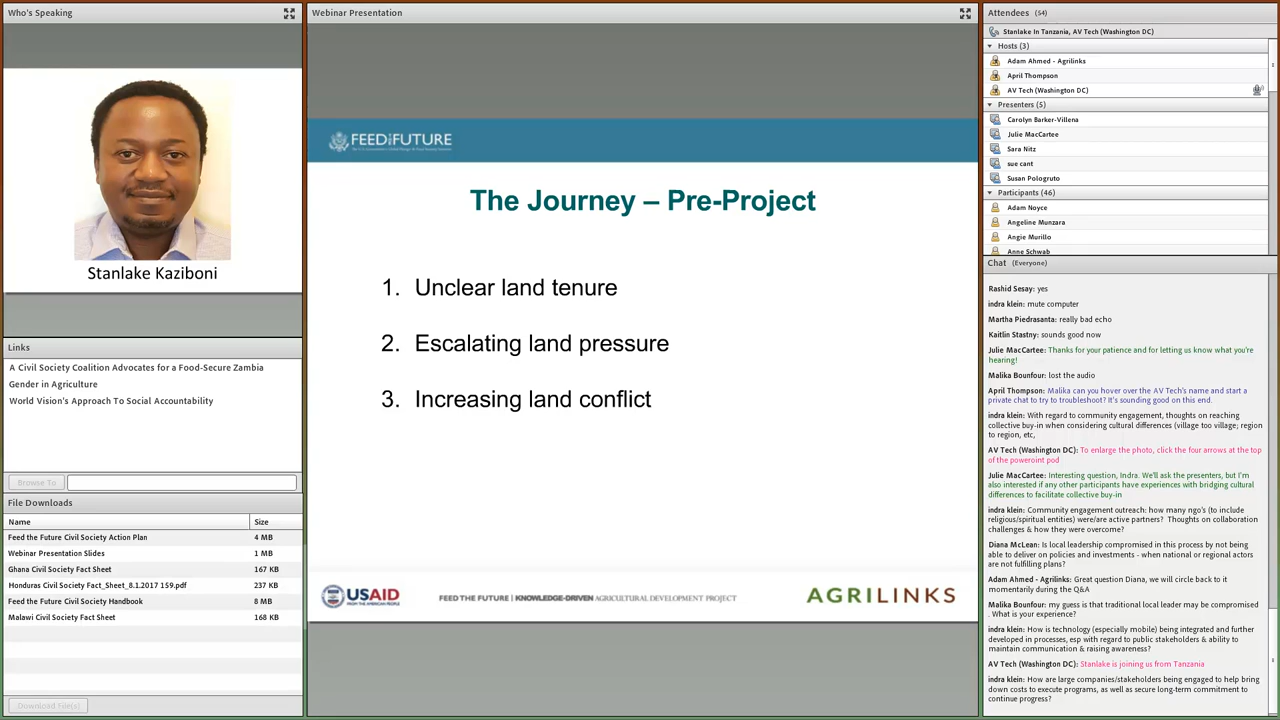 Who's Speaking
Stanlake Kaziboni
Links
A Civil Society Coalition Advocates for a Food-Secure Zambia
Gender in Agriculture
World Vision's Approach To Social Accountability
Browse To
File Downloads
Name Size
Feed the Future Civil Society Action Plan 4 MB
Webinar Presentation Slides 1 MB
Ghana Civil Society Fact Sheet 167 KB
Honduras Civil Society Fact_Sheet_8.1.2017 159.pdf 237 KB
Feed the Future Civil Society Handbook 8 MB
Malawi Civil Society Fact Sheet 168 KB
Download File(s)
Webinar Presentation
FEED THE FUTURE
The Journey – Pre-Project
1. Unclear land tenure
2. Escalating land pressure
3. Increasing land conflict
USAID
FROM THE AMERICAN PEOPLE
FEED THE FUTURE | KNOWLEDGE-DRIVEN AGRICULTURAL DEVELOPMENT PROJECT
AGRILINKS
Attendees (54)
Stanlake In Tanzania, AV Tech (Washington DC)
Hosts (3)
Adam Ahmed - Agrilinks
April Thompson
AV Tech (Washington DC)
Presenters (5)
Carolyn Barker-Villena
Julie MacCartee
Sara Nitz
sue cant
Susan Pologruto
Participants (46)
Adam Noyce
Angeline Munzara
Angie Murillo
Anne Schwab
Chat (Everyone)
Rashid Sesay: yes
indra klein: mute computer
Martha Piedrasanta: really bad echo
Kaitlin Stastny: sounds good now
Julie MacCartee: Thanks for your patience and for letting us know what you're
hearing!
Malika Bounfour: lost the audio
April Thompson: Malika can you hover over the AV Tech's name and start a
private chat to try to troubleshoot? It's sounding good on this end.
indra klein: With regard to community engagement, thoughts on reaching
collective buy-in when considering cultural differences (village too village; region
to region, etc,
AV Tech (Washington DC): To enlarge the photo, click the four arrows at the top
of the poweroint pod
Julie MacCartee: Interesting question, Indra. We'll ask the presenters, but I'm
also interested if any other participants have experiences with bridging cultural
differences to facilitate collective buy-in
indra klein: Community engagement outreach: how many ngo's (to include
religious/spiritual entities) were/are active partners? Thoughts on collaboration
challenges & how they were overcome?
Diana McLean: Is local leadership compromised in this process by not being
able to deliver on policies and investments - when national or regional actors
are not fulfilling plans?
Adam Ahmed - Agrilinks: Great question Diana, we will circle back to it
momentarily during the Q&A
Malika Bounfour: my guess is that traditional local leader may be compromised
. What is your experience?
indra klein: How is technology (especially mobile) being integrated and further
developed in processes, esp with regard to public stakeholders & ability to
maintain communication & raising awareness?
AV Tech (Washington DC): Stanlake is joining us from Tanzania
indra klein: How are large companies/stakeholders being engaged to help bring
down costs to execute programs, as well as secure long-term commitment to
continue progress?